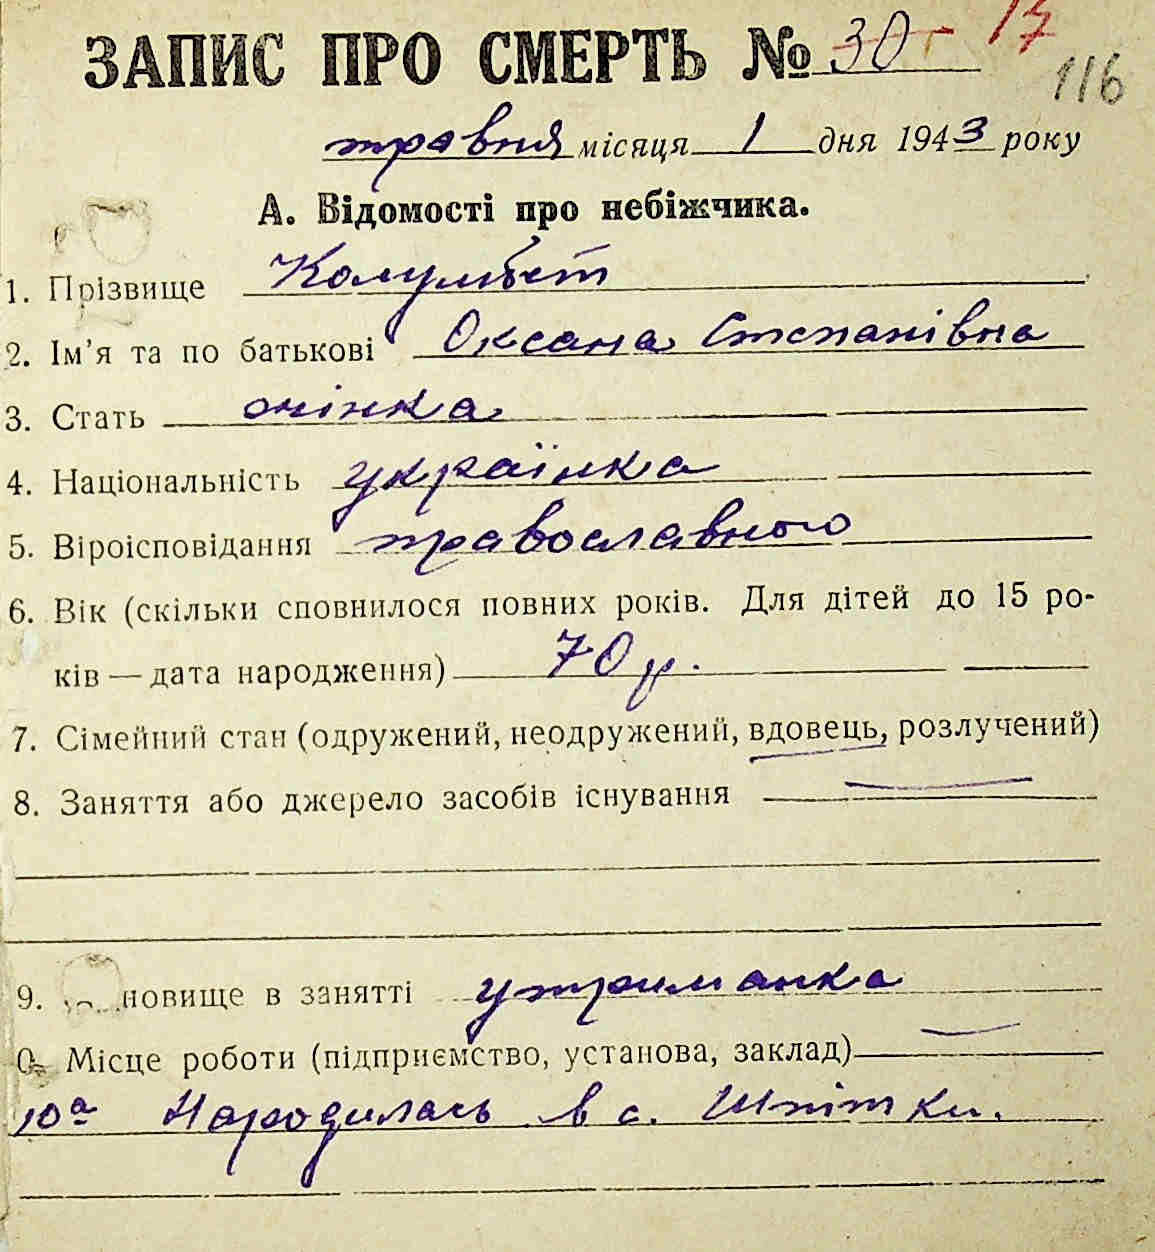 ЗАПИС ПРО СМЕРТЬ № 30 17
116
травня місяця 1 дня 1943 року
А. Відомості про небіжчика.
1. Прізвище Колумбет
2. Ім'я та по батькові Оксана Степанівна
3. Стать жінка
4. Національність українка
5. Віроісповідання православного
6. Вік (скільки сповнилося повних років. Для дітей до 15 ро-
ків — дата народження) 70 р.
7. Сімейний стан (одружений, неодружений, вдовець, розлучений)
8. Заняття або джерело засобів існування —
9. новище в занятті утриманка
0. Місце роботи (підприємство, установа, заклад) —
10а Народилась в с. Шпітки.